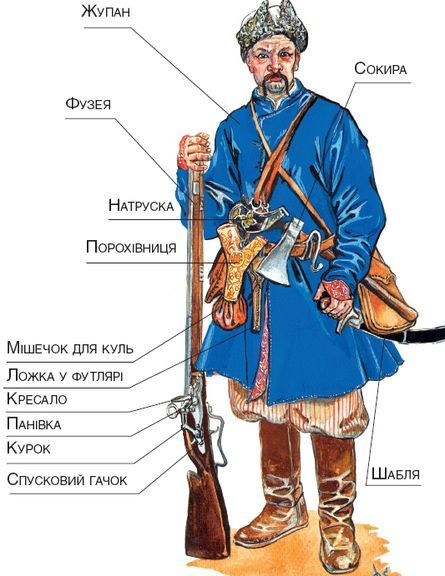 Жупан
Сокира
Фузея
Натруска
Порохівниця
Мішечок для куль
Ложка у футлярі
Кресало
Панівка
Курок
Спусковий гачок
Шабля